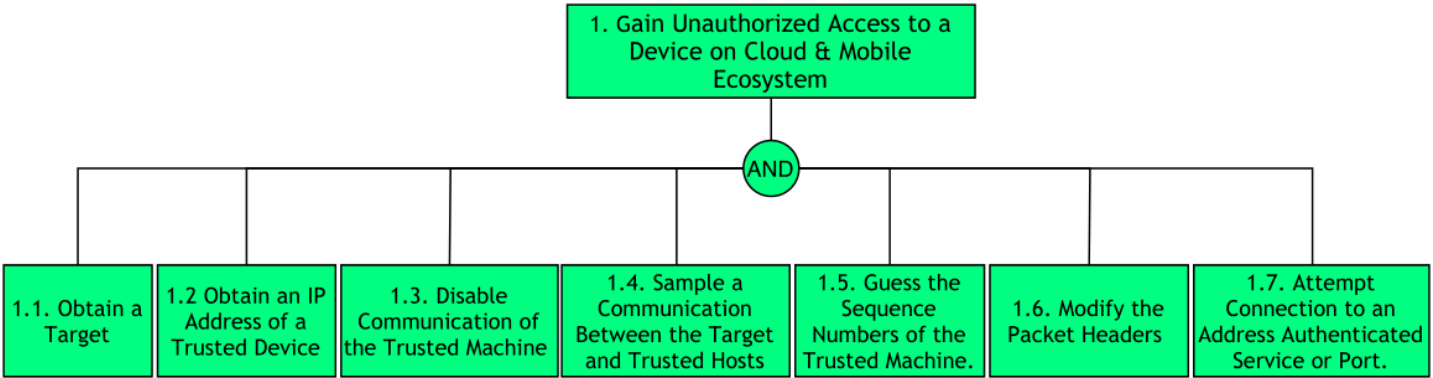 1. Gain Unauthorized Access to a
Device on Cloud & Mobile
Ecosystem
AND
1.1. Obtain a
Target
1.2 Obtain an IP
Address of a
Trusted Device
1.3. Disable
Communication of
the Trusted Machine
1.4. Sample a
Communication
Between the Target
and Trusted Hosts
1.5. Guess the
Sequence
Numbers of the
Trusted Machine.
1.6. Modify the
Packet Headers
1.7. Attempt
Connection to an
Address Authenticated
Service or Port.